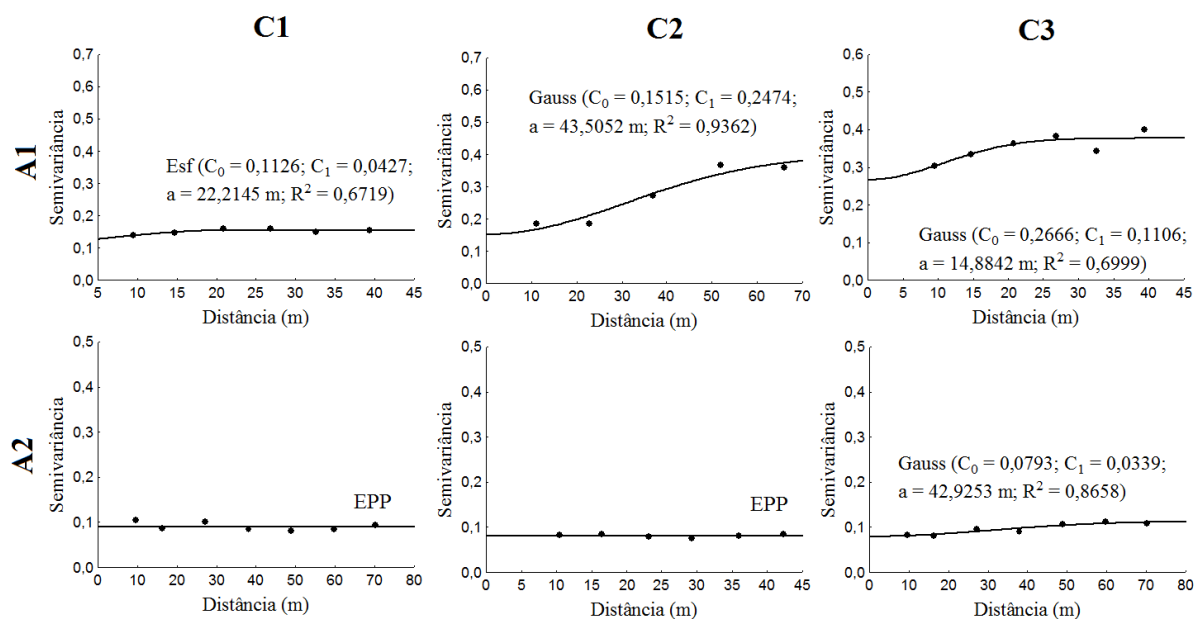 C1
C2
C3
A1
Semivariância
0,7
0,6
0,5
0,4
0,3
0,2
0,1
0,0
Esf (C0 = 0,1126; C1 = 0,0427;
a = 22,2145 m; R2 = 0,6719)
5 10 15 20 25 30 35 40 45
Distância (m)
Semivariância
0,7
0,6
0,5
0,4
0,3
0,2
0,1
0,0
Gauss (C0 = 0,1515; C1 = 0,2474;
a = 43,5052 m; R2 = 0,9362)
0 10 20 30 40 50 60 70
Distância (m)
Semivariância
0,6
0,5
0,4
0,3
0,2
0,1
0,0
Gauss (C0 = 0,2666; C1 = 0,1106;
a = 14,8842 m; R2 = 0,6999)
0 5 10 15 20 25 30 35 40 45
Distância (m)
A2
Semivariância
0,5
0,4
0,3
0,2
0,1
0,0
EPP
0 10 20 30 40 50 60 70 80
Distância (m)
Semivariância
0,5
0,4
0,3
0,2
0,1
0,0
EPP
0 5 10 15 20 25 30 35 40 45
Distância (m)
Semivariância
0,5
0,4
0,3
0,2
0,1
0,0
Gauss (C0 = 0,0793; C1 = 0,0339;
a = 42,9253 m; R2 = 0,8658)
0 10 20 30 40 50 60 70 80
Distância (m)